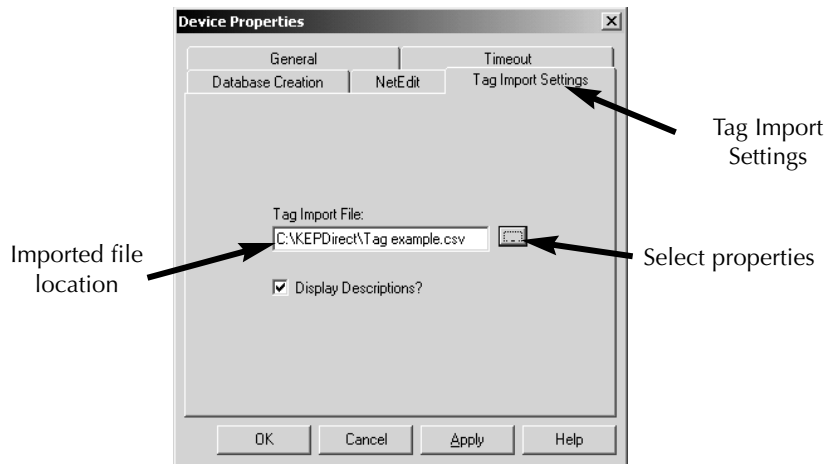 Device Properties
General
Timeout
Database Creation
NetEdit
Tag Import Settings
Tag Import
Settings
Tag Import File:
C:\KEPDirect\Tag example.csv
...
Imported file
location
Select properties
Display Descriptions?
OK
Cancel
Apply
Help